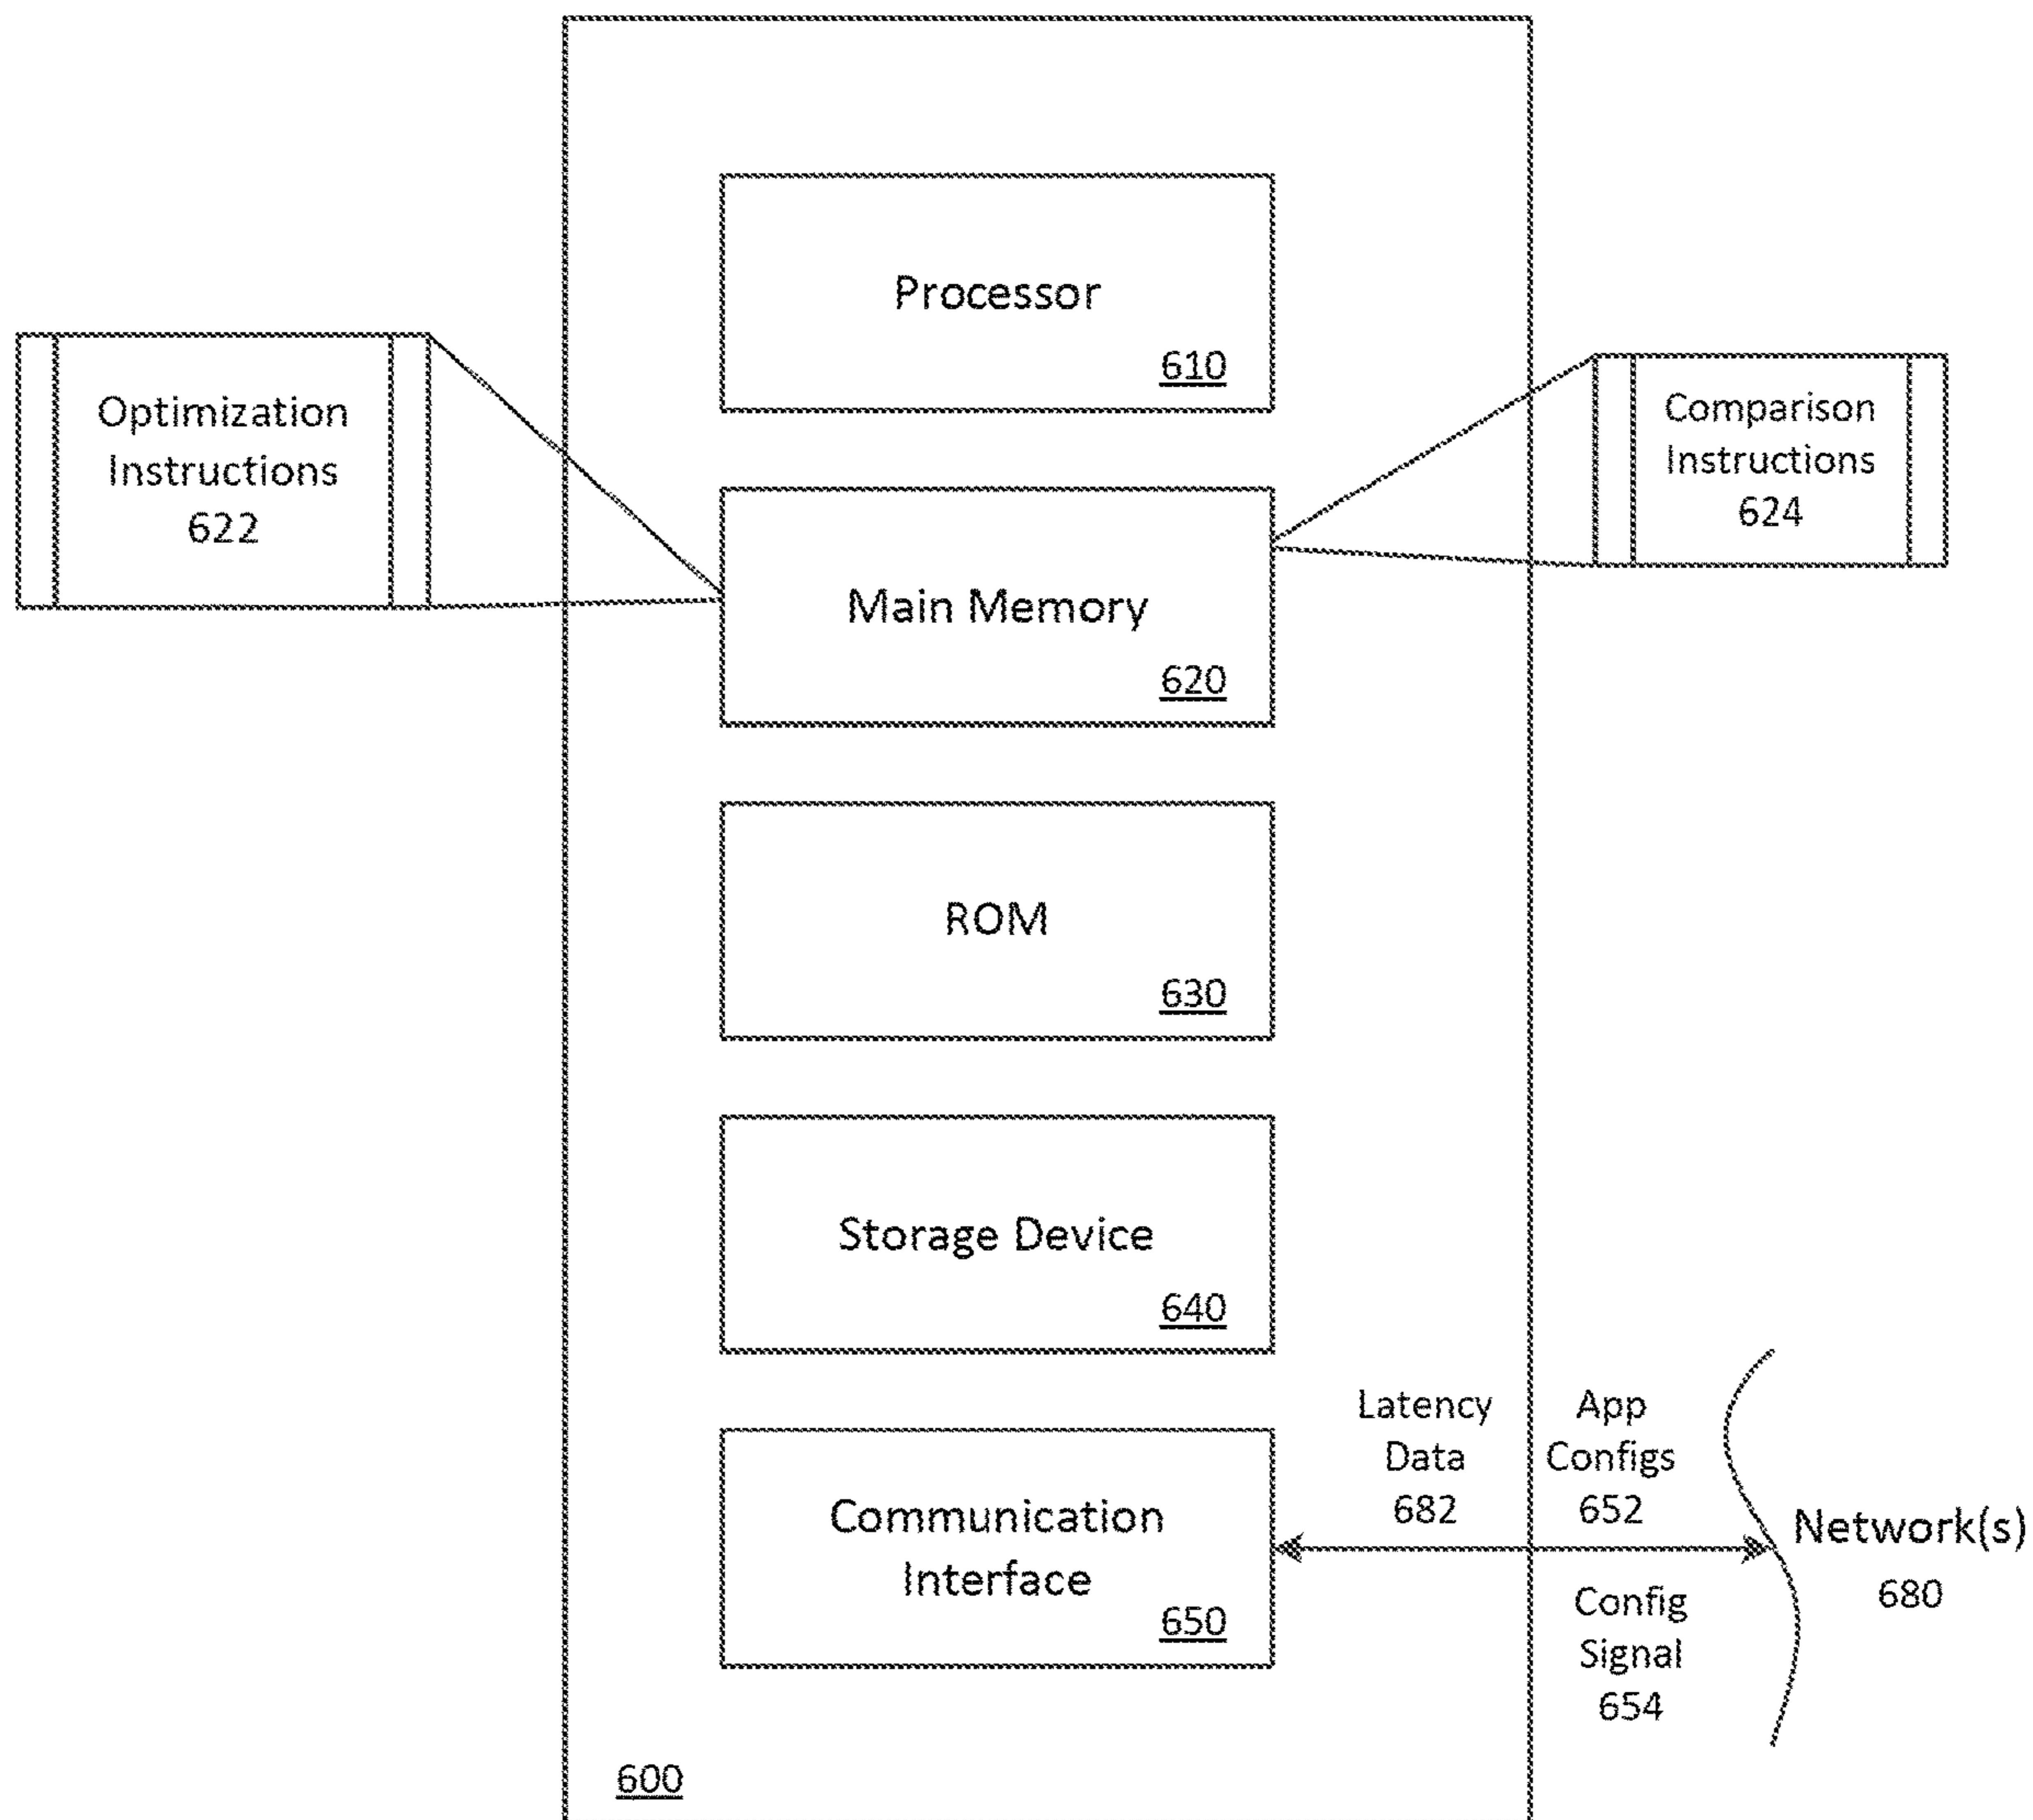 Processor
610
Optimization
Instructions
622
Comparison
Instructions
624
Main Memory
620
ROM
630
Storage Device
640
Communication
Interface
650
Latency
Data
682
App
Configs
652
Config
Signal
654
Network(s)
680
600